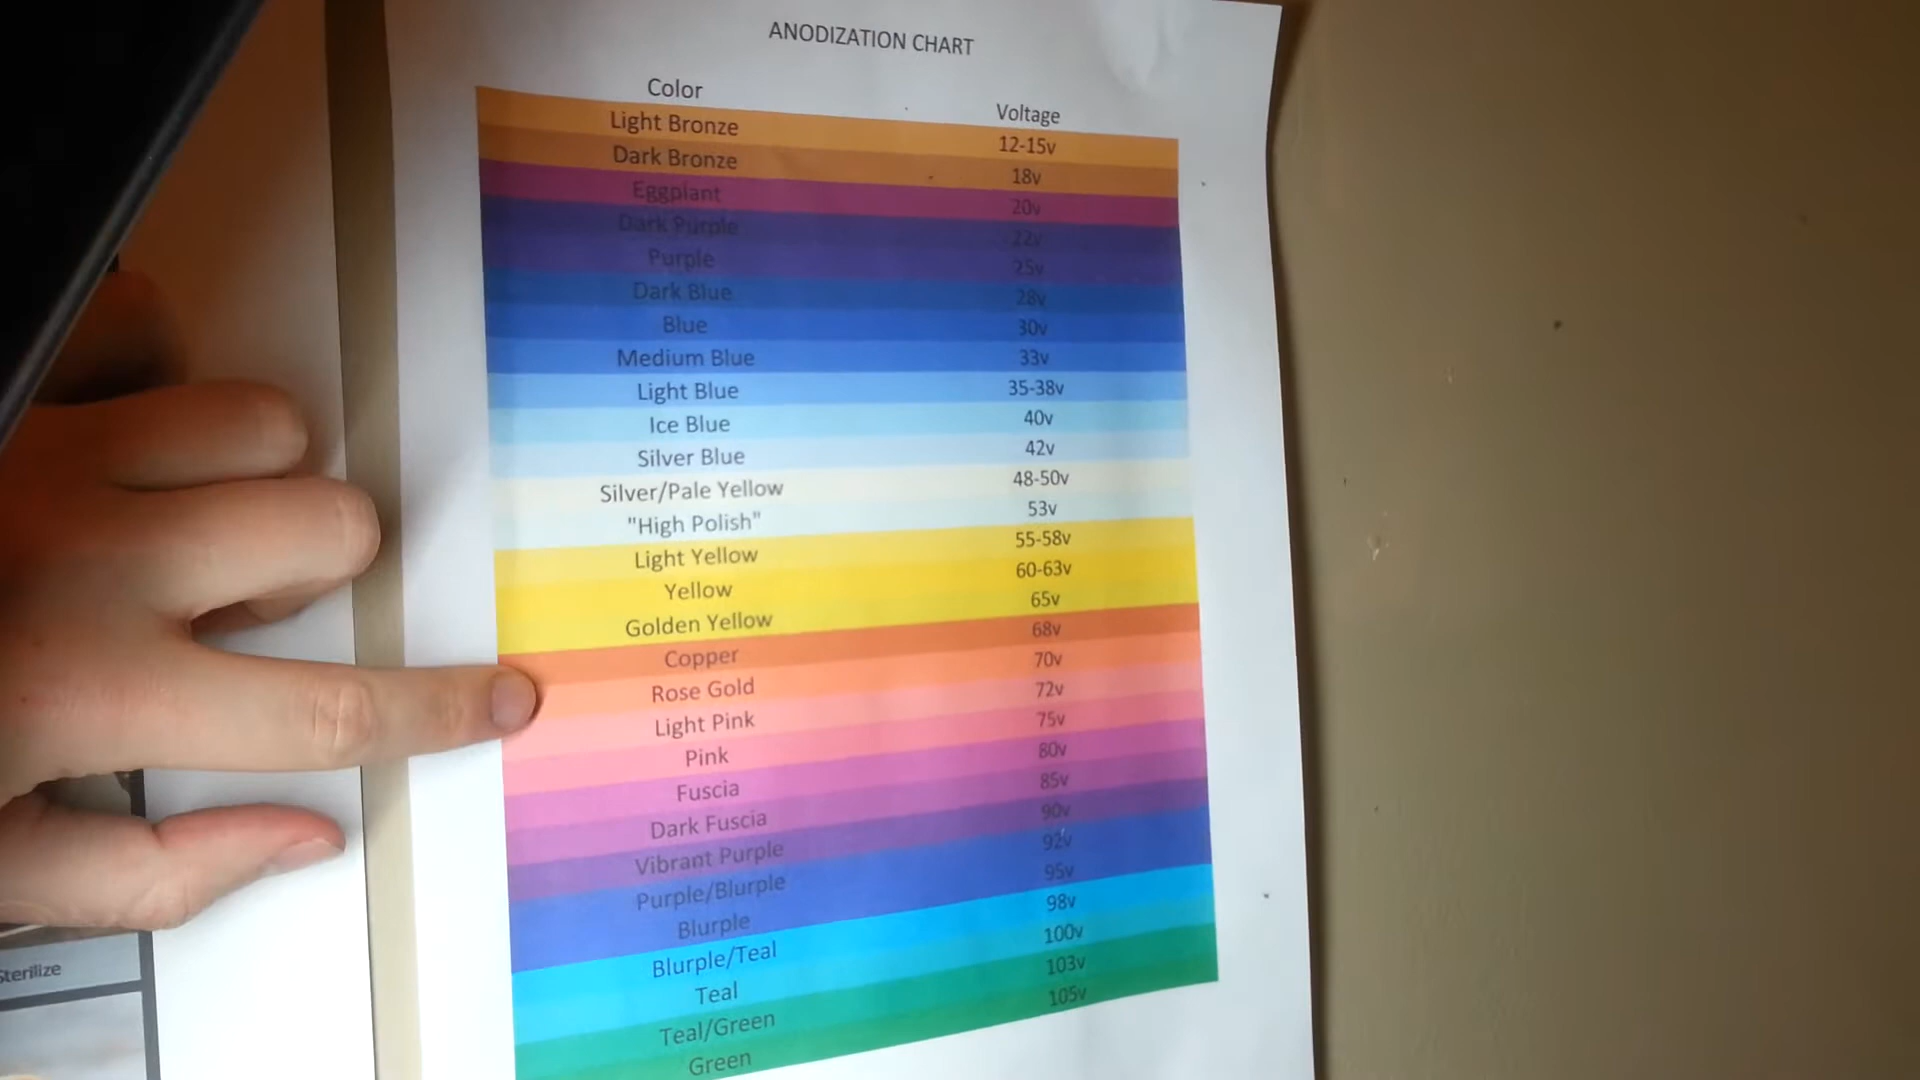 ANODIZATION CHART
Color Voltage
Light Bronze 12-15v
Dark Bronze 18v
Eggplant 20v
Dark Purple 22v
Purple 25v
Dark Blue 28v
Blue 30v
Medium Blue 33v
Light Blue 35-38v
Ice Blue 40v
Silver Blue 42v
Silver/Pale Yellow 48-50v
"High Polish" 53v
Light Yellow 55-58v
Yellow 60-63v
Golden Yellow 65v
Copper 68v
Rose Gold 70v
Light Pink 72v
Pink 75v
Fuscia 80v
Dark Fuscia 85v
Vibrant Purple 90v
Purple/Blurple 92v
Blurple 95v
Blurple/Teal 98v
Teal 100v
Teal/Green 103v
Green 105v
Sterilize